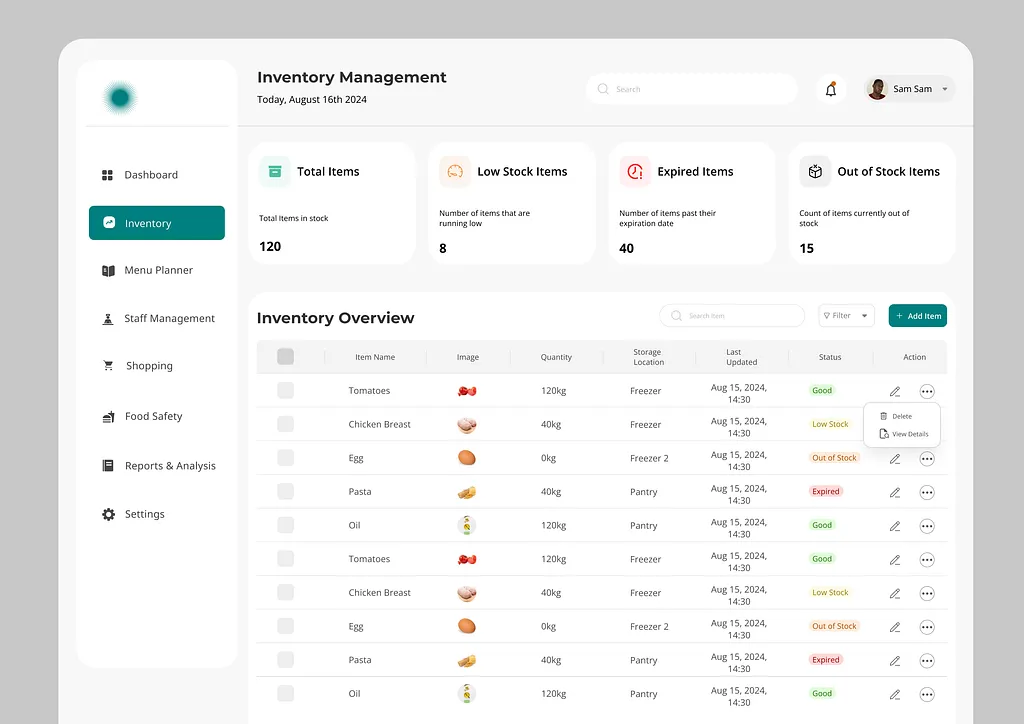 Inventory Management
Today, August 16th 2024
Search
Sam Sam
Dashboard
Inventory
Menu Planner
Staff Management
Shopping
Food Safety
Reports & Analysis
Settings
Total Items
Total Items in stock
120
Low Stock Items
Number of items that are
running low
8
Expired Items
Number of items past their
expiration date
40
Out of Stock Items
Count of items currently out of
stock
15
Inventory Overview
Search Item
Filter
+ Add Item
Item Name Image Quantity Storage Location Last Updated Status Action
Tomatoes 120kg Freezer Aug 15, 2024, 14:30 Good
Delete
View Details
Chicken Breast 40kg Freezer Aug 15, 2024, 14:30 Low Stock
Egg 0kg Freezer 2 Aug 15, 2024, 14:30 Out of Stock
Pasta 40kg Pantry Aug 15, 2024, 14:30 Expired
Oil 120kg Pantry Aug 15, 2024, 14:30 Good
Tomatoes 120kg Freezer Aug 15, 2024, 14:30 Good
Chicken Breast 40kg Freezer Aug 15, 2024, 14:30 Low Stock
Egg 0kg Freezer 2 Aug 15, 2024, 14:30 Out of Stock
Pasta 40kg Pantry Aug 15, 2024, 14:30 Expired
Oil 120kg Pantry Aug 15, 2024, 14:30 Good